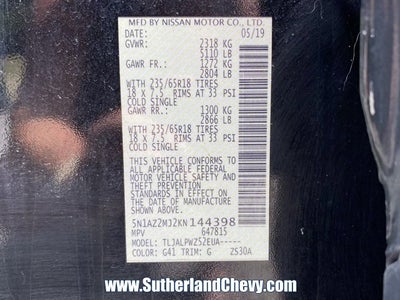 MFD BY NISSAN MOTOR CO., LTD.
DATE: 05/19
GVWR: 2318 KG
5110 LB
GAWR FR.: 1272 KG
2804 LB
WITH 235/65R18 TIRES
18 X 7.5 RIMS AT 33 PSI
COLD SINGLE
GAWR RR.: 1300 KG
2866 LB
WITH 235/65R18 TIRES
18 X 7.5 RIMS AT 33 PSI
COLD SINGLE
THIS VEHICLE CONFORMS TO
ALL APPLICABLE FEDERAL
MOTOR VEHICLE SAFETY AND
THEFT PREVENTION
STANDARDS IN EFFECT ON
THE DATE OF MANUFACTURE
SHOWN ABOVE.
5N1AZ2MJ2KN144398
MPV 647815
MODEL: TLJALPWZ52EUA-----
COLOR: G41 TRIM: G ZS30A
www.SutherlandChevy.com